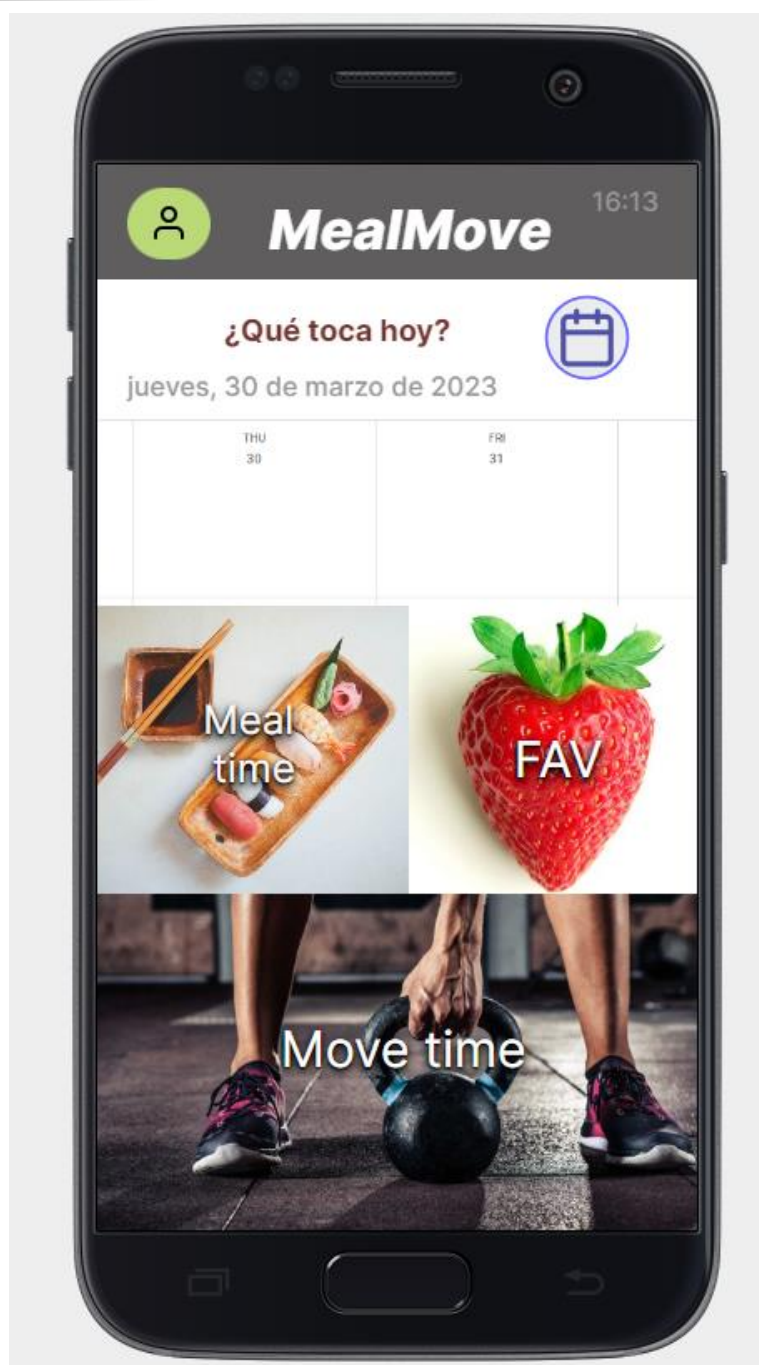 MealMove
16:13
¿Qué toca hoy?
jueves, 30 de marzo de 2023
THU
30
FRI
31
Meal
time
FAV
Move time